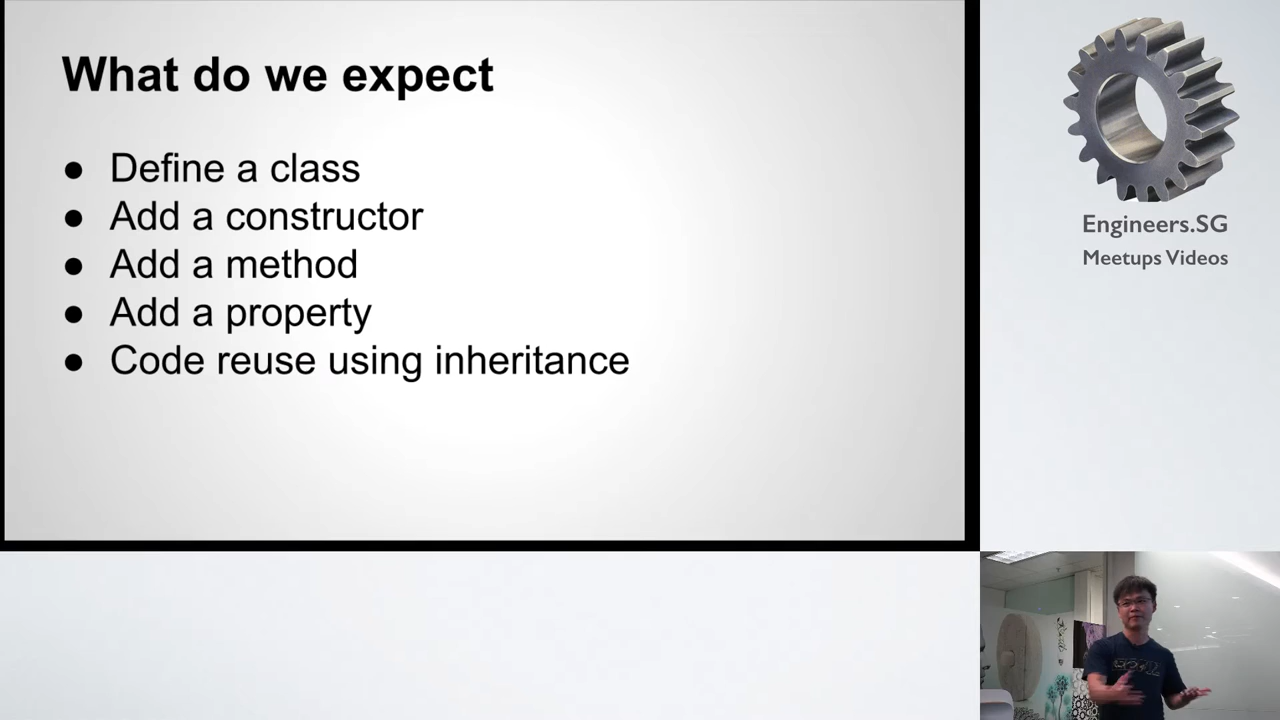 What do we expect
● Define a class
● Add a constructor
● Add a method
● Add a property
● Code reuse using inheritance
Engineers.SG
Meetups Videos